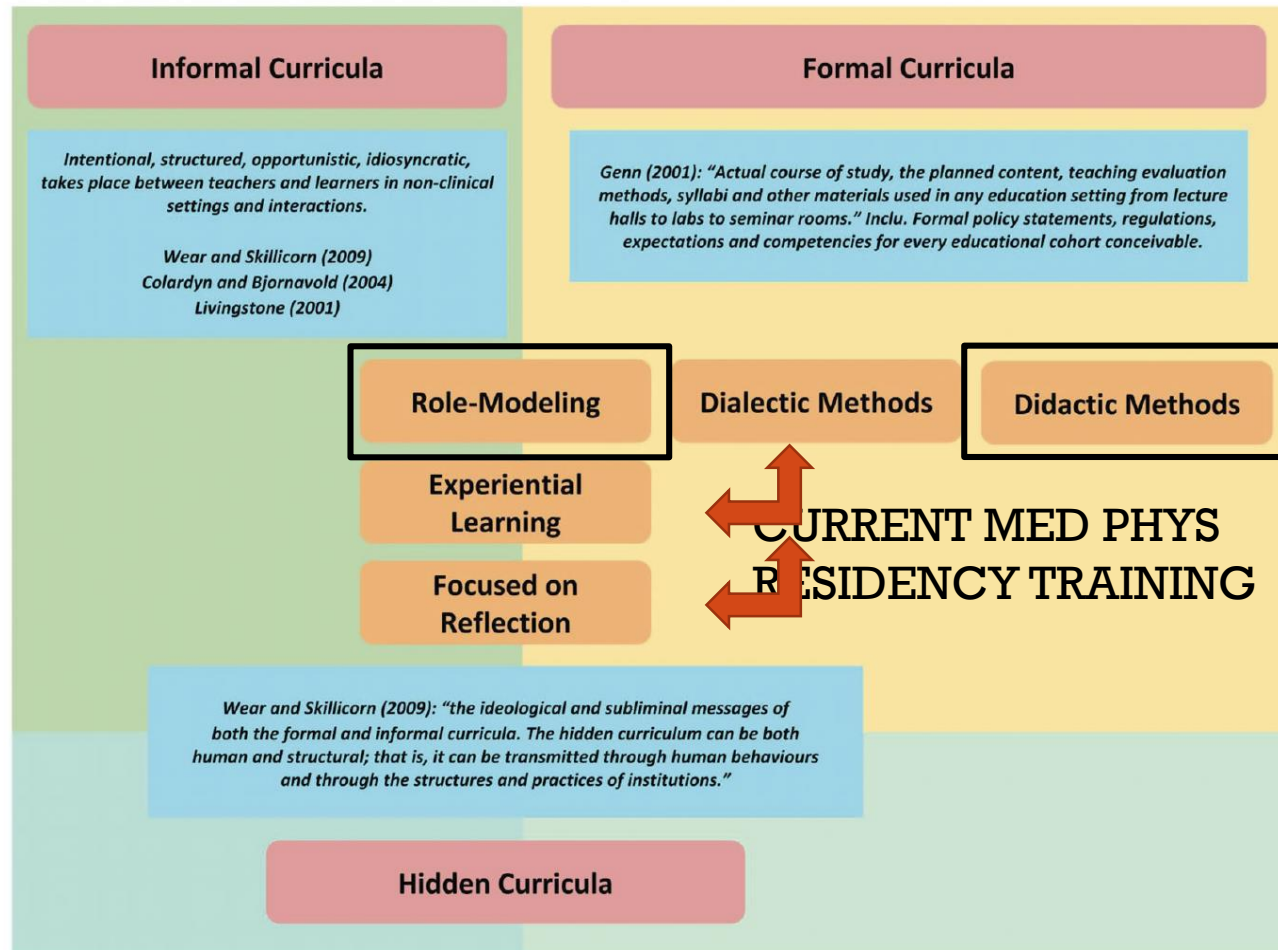 Informal Curricula
Formal Curricula
Intentional, structured, opportunistic, idiosyncratic,
takes place between teachers and learners in non-clinical
settings and interactions.
Wear and Skillicorn (2009)
Colardyn and Bjornavold (2004)
Livingstone (2001)
Genn (2001): “Actual course of study, the planned content, teaching evaluation
methods, syllabi and other materials used in any education setting from lecture
halls to labs to seminar rooms.” Inclu. Formal policy statements, regulations,
expectations and competencies for every educational cohort conceivable.
Role-Modeling
Dialectic Methods
Didactic Methods
Experiential
Learning
Focused on
Reflection
CURRENT MED PHYS
RESIDENCY TRAINING
Wear and Skillicorn (2009): “the ideological and subliminal messages of
both the formal and informal curricula. The hidden curriculum can be both
human and structural; that is, it can be transmitted through human behaviours
and through the structures and practices of institutions.”
Hidden Curricula